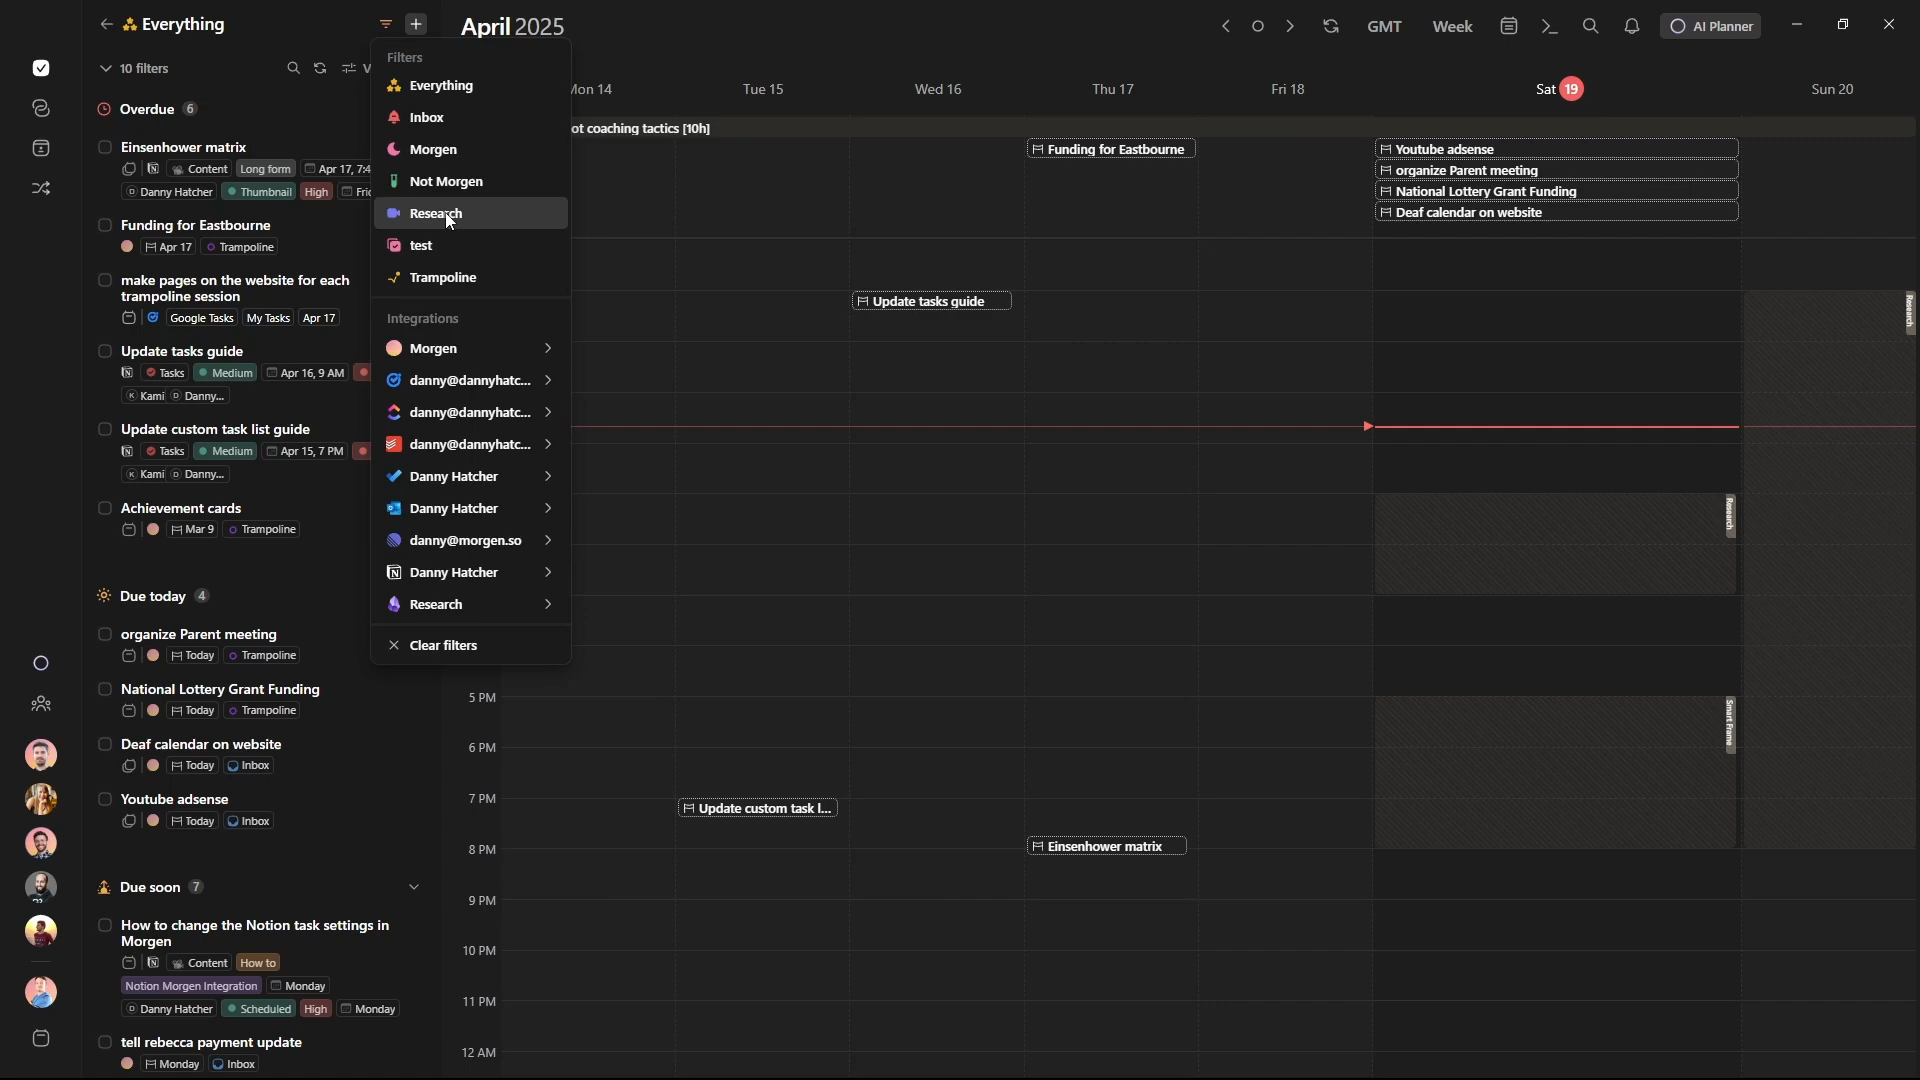 Everything
10 filters
V
Overdue 6
Einsenhower matrix
Content Long form Apr 17, 7:4
D Danny Hatcher Thumbnail High Fri
Funding for Eastbourne
Apr 17 Trampoline
make pages on the website for each
trampoline session
Google Tasks My Tasks Apr 17
Update tasks guide
Tasks Medium Apr 16, 9 AM
K Kami D Danny...
Update custom task list guide
Tasks Medium Apr 15, 7 PM
K Kami D Danny...
Achievement cards
Mar 9 Trampoline
Due today 4
organize Parent meeting
Today Trampoline
National Lottery Grant Funding
Today Trampoline
Deaf calendar on website
Today Inbox
Youtube adsense
Today Inbox
Due soon 7
How to change the Notion task settings in
Morgen
Content How to
Notion Morgen Integration Monday
D Danny Hatcher Scheduled High Monday
tell rebecca payment update
Monday Inbox
Filters
Everything
Inbox
Morgen
Not Morgen
Research
test
Trampoline
Integrations
Morgen
danny@dannyhatc...
danny@dannyhatc...
danny@dannyhatc...
Danny Hatcher
Danny Hatcher
danny@morgen.so
Danny Hatcher
Research
Clear filters
April 2025
GMT Week AI Planner
Mon 14 Tue 15 Wed 16 Thu 17 Fri 18 Sat 19 Sun 20
ot coaching tactics [10h]
Funding for Eastbourne
Youtube adsense
organize Parent meeting
National Lottery Grant Funding
Deaf calendar on website
Update tasks guide
Research
Research
5 PM
Smart Frame
6 PM
7 PM
Update custom task l...
8 PM
Einsenhower matrix
9 PM
10 PM
11 PM
12 AM